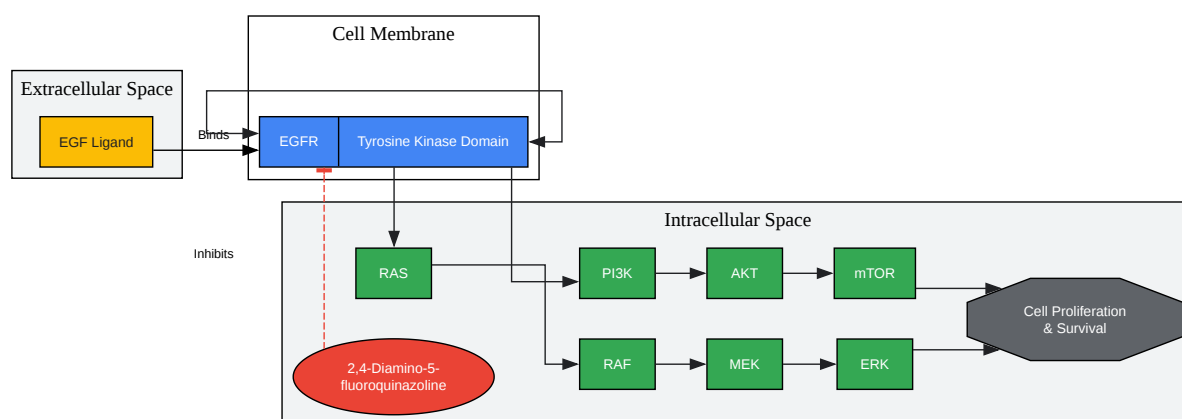 Cell Membrane
Extracellular Space
EGF Ligand
Binds
EGFR
Tyrosine Kinase Domain
Intracellular Space
Inhibits
RAS
PI3K
AKT
mTOR
Cell Proliferation
& Survival
2,4-Diamino-5-
fluoroquinazoline
RAF
MEK
ERK